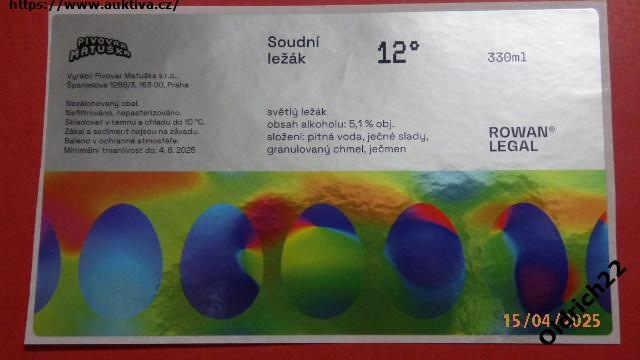 https://www.auktiva.cz/
PIVOVAR
MATUŠKA
Vyrábí: Pivovar Matuška s.r.o.,
Španielova 1269/3, 163 00, Praha
Nezálohovaný obal.
Nefiltrováno, nepasterizováno.
Skladovat v temnu a chladu do 10 °C.
Zákal a sediment nejsou na závadu.
Baleno v ochranné atmosféře.
Minimální trvanlivost do: 4. 6. 2025
Soudní
ležák
12°
330ml
světlý ležák
obsah alkoholu: 5,1 % obj.
složení: pitná voda, ječné slady,
granulovaný chmel, ječmen
ROWAN®
LEGAL
15/04/2025
Oldrich22